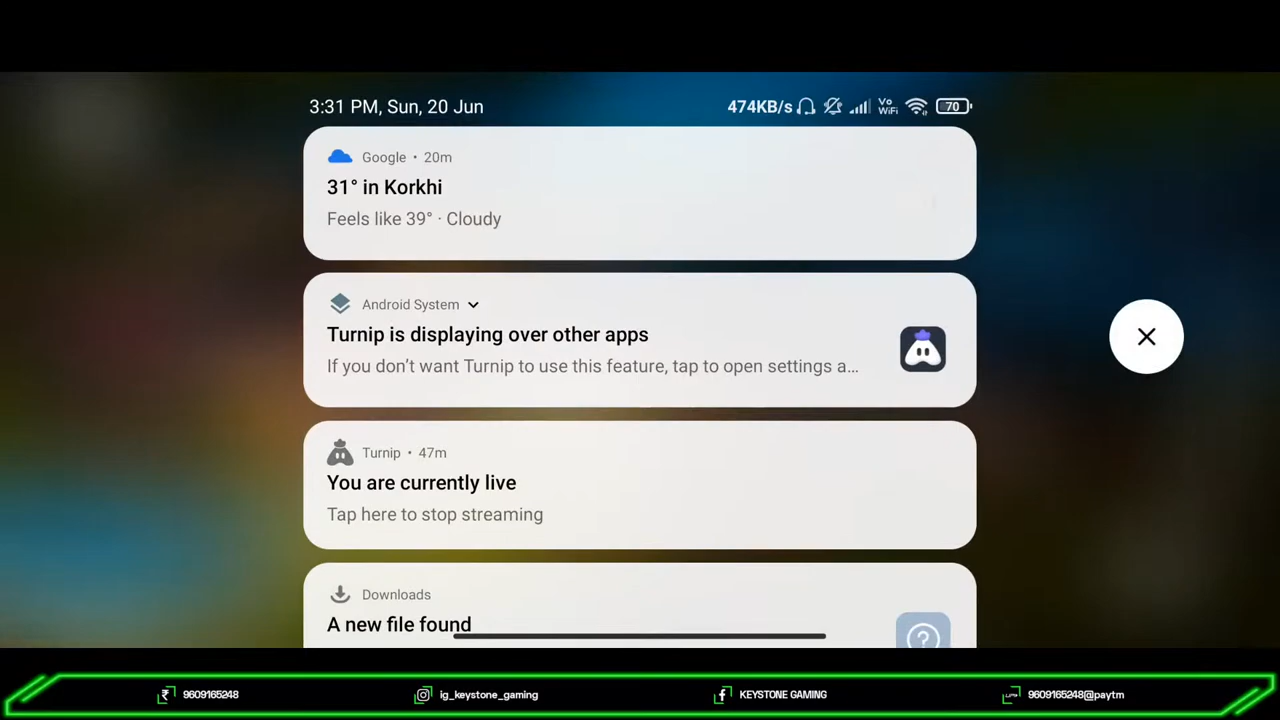 3:31 PM, Sun, 20 Jun 474KB/s Vo WiFi 70
Google • 20m
31° in Korkhi
Feels like 39° · Cloudy
Android System
Turnip is displaying over other apps
If you don’t want Turnip to use this feature, tap to open settings a…
Turnip • 47m
You are currently live
Tap here to stop streaming
Downloads
A new file found
₹ 9609165248 ig_keystone_gaming KEYSTONE GAMING 9609165248@paytm